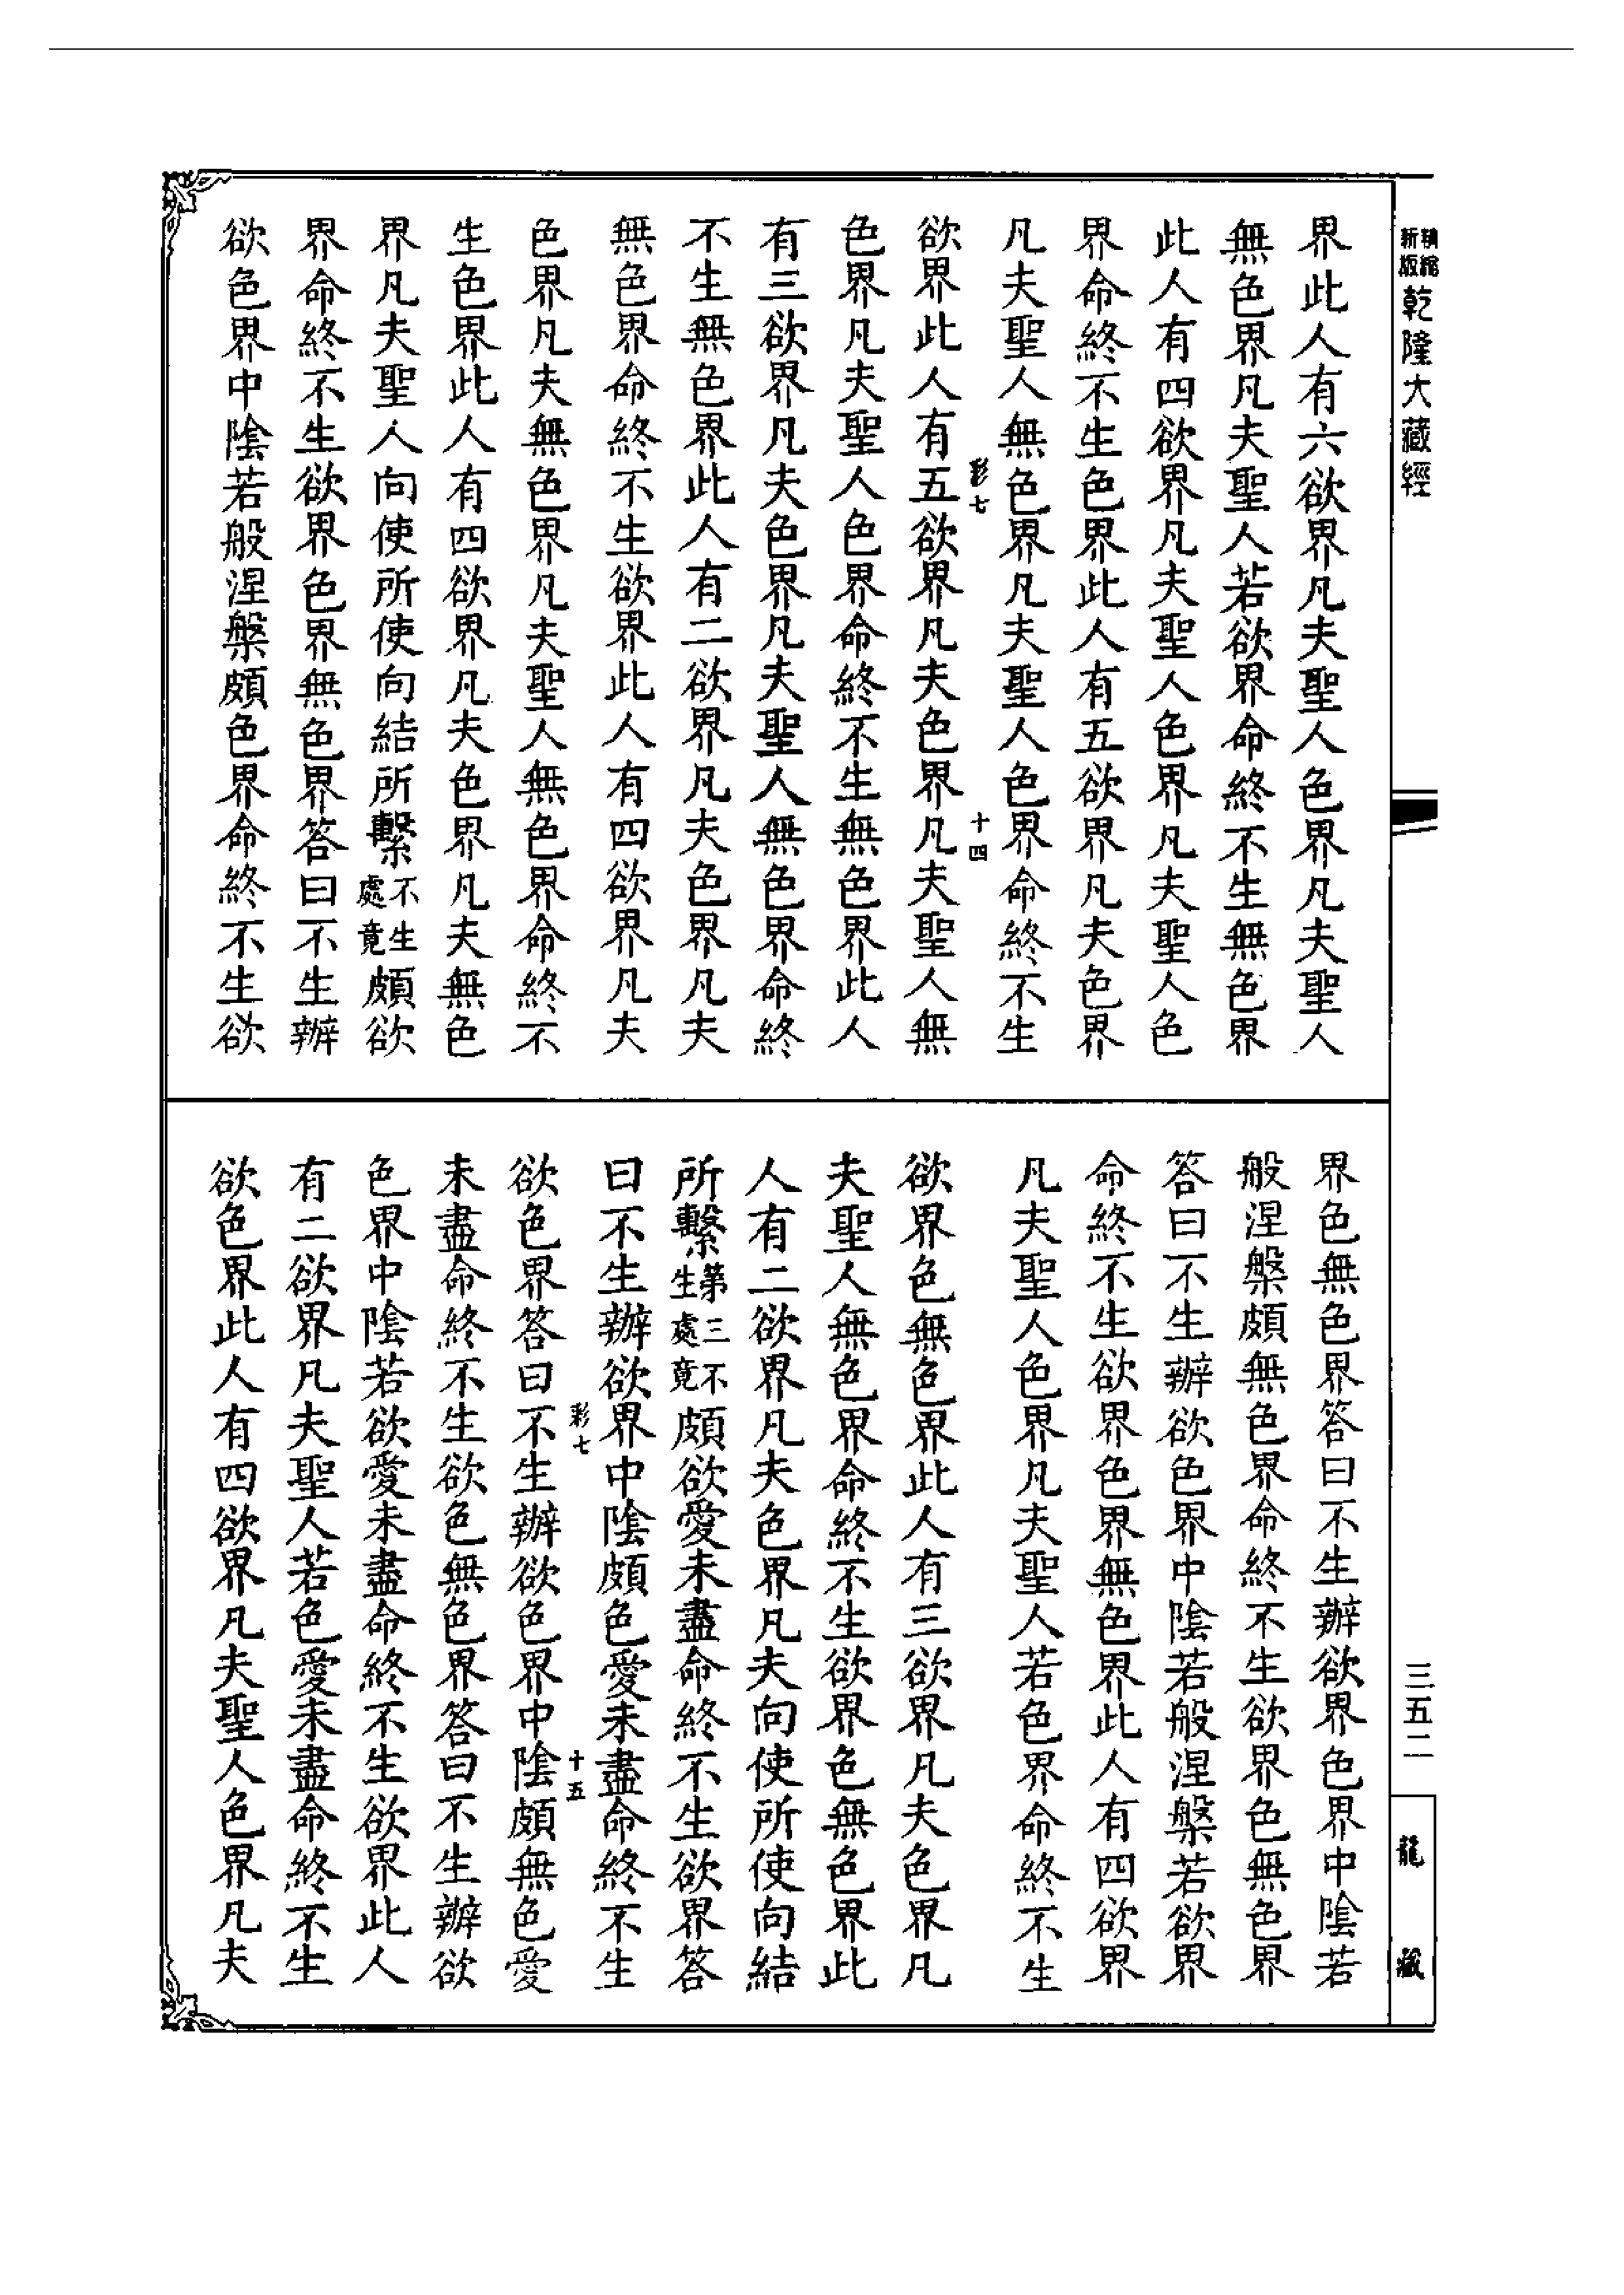 精縮新版乾隆大藏經
三五二
龍藏
界此人有六欲界凡夫聖人色界凡夫聖人
無色界凡夫聖人若欲界命終不生無色界
此人有四欲界凡夫聖人色界凡夫聖人色
界命終不生色界此人有五欲界凡夫色界
凡夫聖人無色界凡夫聖人色界命終不生
彩七 十四
欲界此人有五欲界凡夫色界凡夫聖人無
色界凡夫聖人色界命終不生無色界此人
有三欲界凡夫色界凡夫聖人無色界命終
不生無色界此人有二欲界凡夫色界凡夫
無色界命終不生欲界此人有四欲界凡夫
色界凡夫無色界凡夫聖人無色界命終不
生色界此人有四欲界凡夫色界凡夫無色
界凡夫聖人向使所使向結所繫不生處竟頗欲
界命終不生欲界色界無色界答曰不生辦
欲色界中陰若般涅槃頗色界命終不生欲
界色無色界答曰不生辦欲界色界中陰若
般涅槃頗無色界命終不生欲界色無色界
答曰不生辦欲色界中陰若般涅槃若欲界
命終不生欲界色界無色界此人有四欲界
凡夫聖人色界凡夫聖人若色界命終不生
欲界色無色界此人有三欲界凡夫色界凡
夫聖人無色界命終不生欲界色無色界此
人有二欲界凡夫色界凡夫向使所使向結
所繫第三不生處竟頗欲愛未盡命終不生欲界答
曰不生辦欲界中陰頗色愛未盡命終不生
彩七 十五
欲色界答曰不生辦欲色界中陰頗無色愛
未盡命終不生欲色無色界答曰不生辦欲
色界中陰若欲愛未盡命終不生欲界此人
有二欲界凡夫聖人若色愛未盡命終不生
欲色界此人有四欲界凡夫聖人色界凡夫